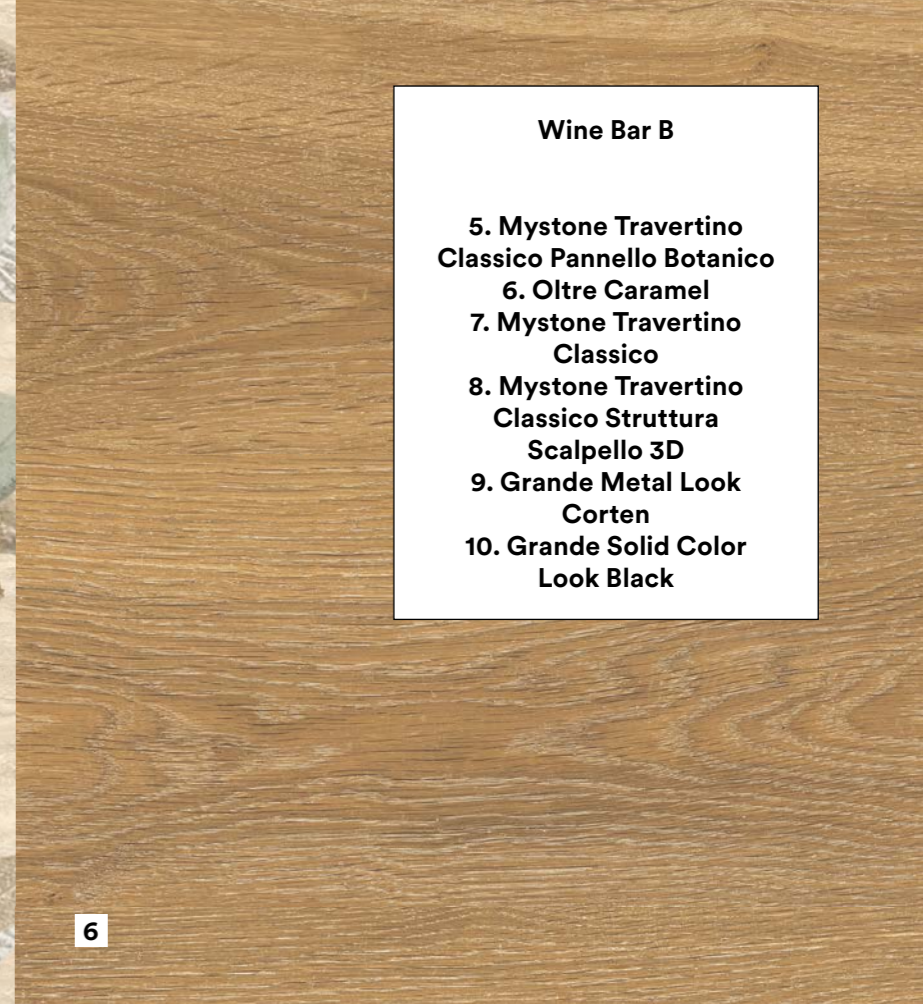 Wine Bar B
5. Mystone Travertino
Classico Pannello Botanico
6. Oltre Caramel
7. Mystone Travertino
Classico
8. Mystone Travertino
Classico Struttura
Scalpello 3D
9. Grande Metal Look
Corten
10. Grande Solid Color
Look Black
6